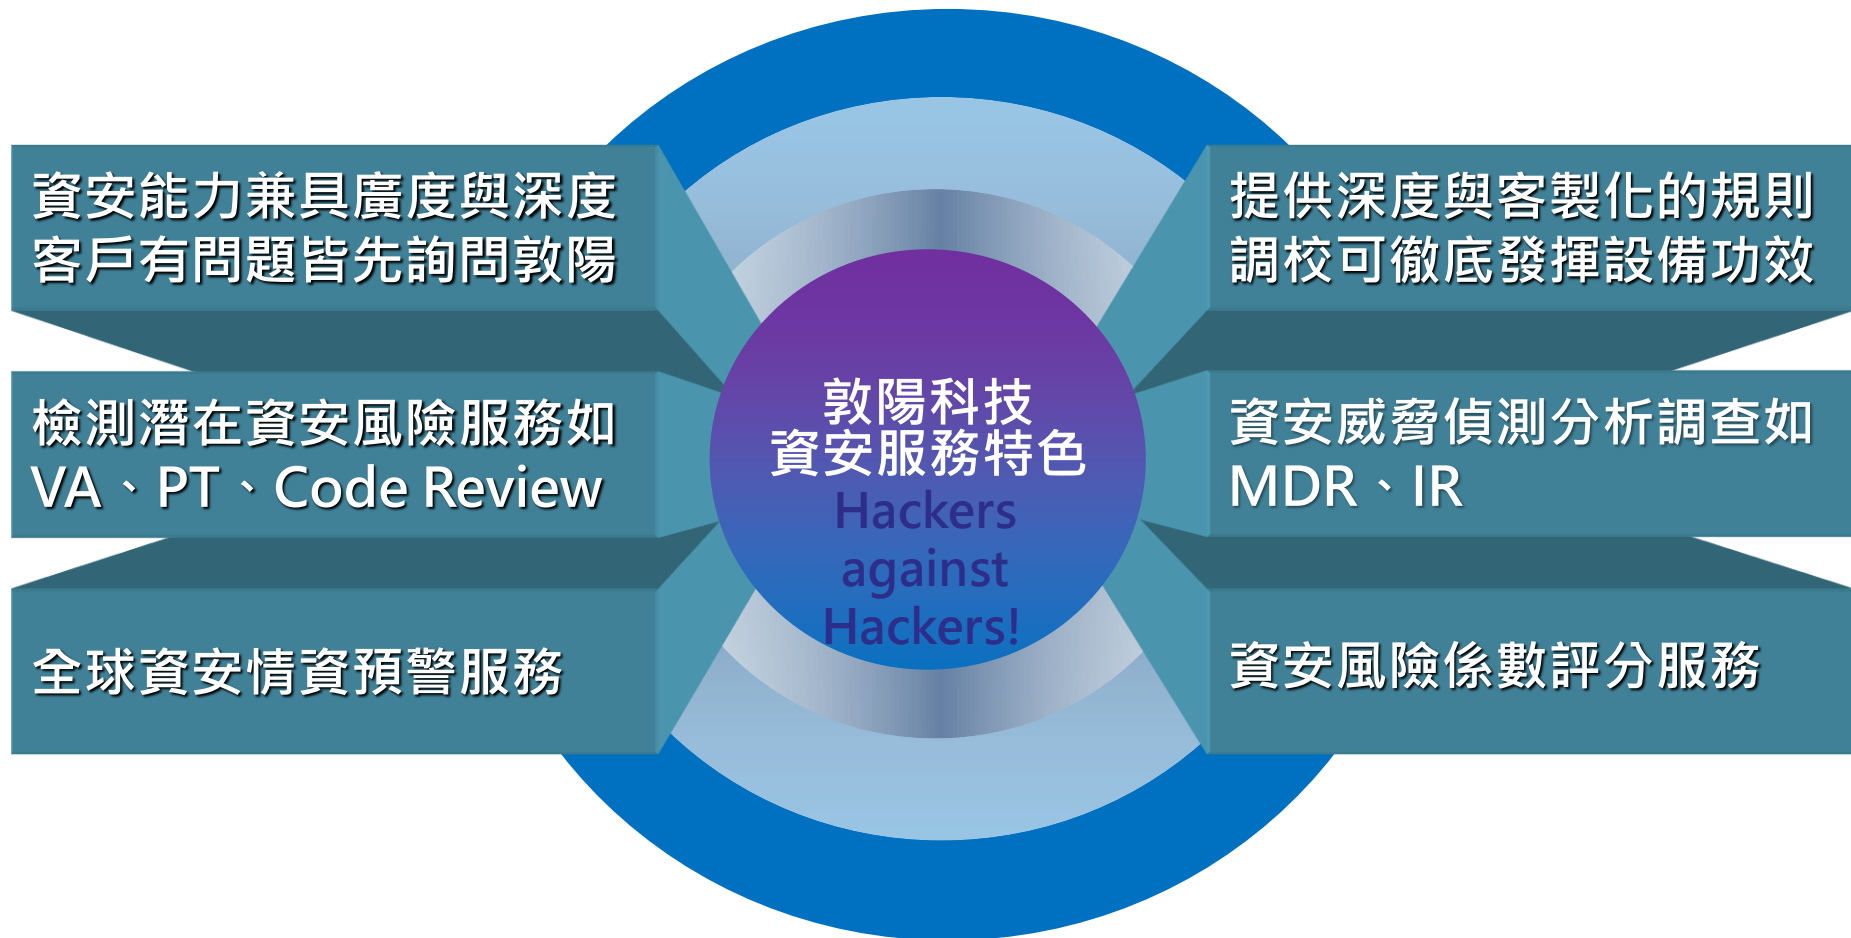 資安能力兼具廣度與深度
客戶有問題皆先詢問敦陽
檢測潛在資安風險服務如
VA、PT、Code Review
全球資安情資預警服務
敦陽科技
資安服務特色
Hackers
against
Hackers!
提供深度與客製化的規則
調校可徹底發揮設備功效
資安威脅偵測分析調查如
MDR、IR
資安風險係數評分服務